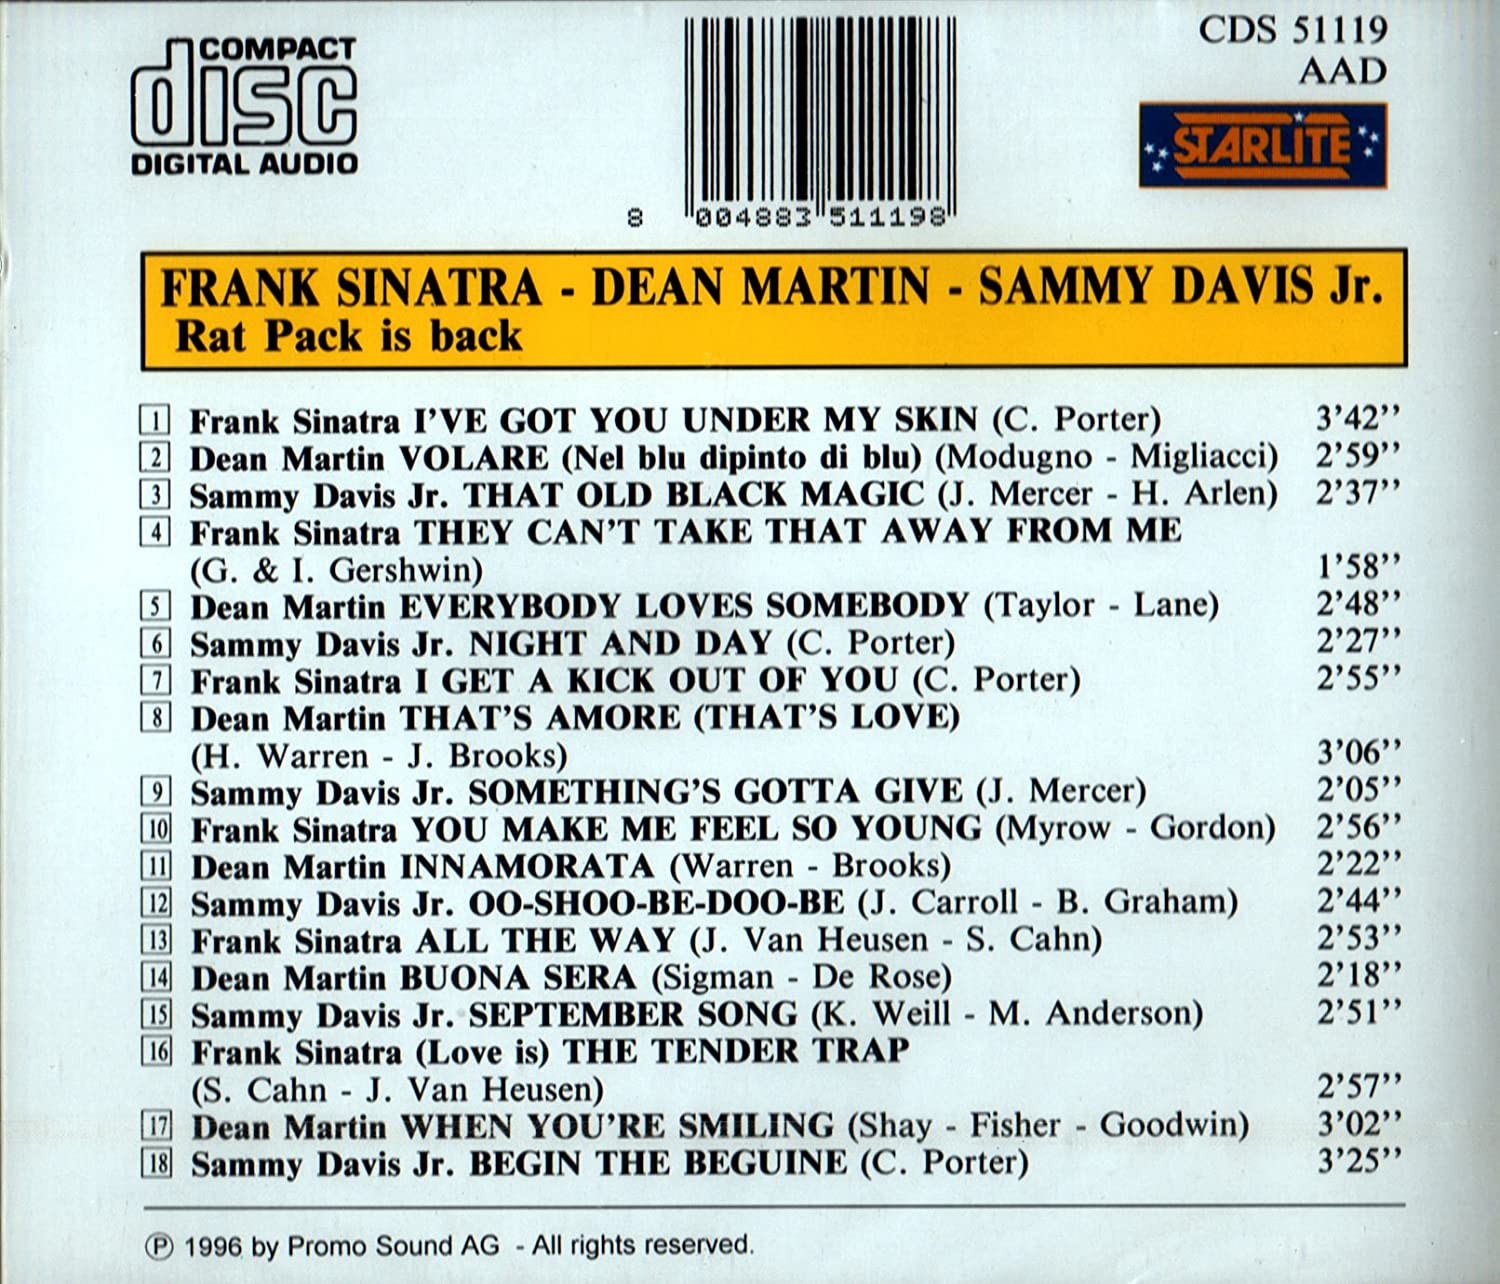 COMPACT
disc
DIGITAL AUDIO
8 004883 511198
CDS 51119
AAD
STARLITE
FRANK SINATRA - DEAN MARTIN - SAMMY DAVIS Jr.
Rat Pack is back
1 Frank Sinatra I'VE GOT YOU UNDER MY SKIN (C. Porter) 3'42''
2 Dean Martin VOLARE (Nel blu dipinto di blu) (Modugno - Migliacci) 2'59''
3 Sammy Davis Jr. THAT OLD BLACK MAGIC (J. Mercer - H. Arlen) 2'37''
4 Frank Sinatra THEY CAN'T TAKE THAT AWAY FROM ME
(G. & I. Gershwin) 1'58''
5 Dean Martin EVERYBODY LOVES SOMEBODY (Taylor - Lane) 2'48''
6 Sammy Davis Jr. NIGHT AND DAY (C. Porter) 2'27''
7 Frank Sinatra I GET A KICK OUT OF YOU (C. Porter) 2'55''
8 Dean Martin THAT'S AMORE (THAT'S LOVE)
(H. Warren - J. Brooks) 3'06''
9 Sammy Davis Jr. SOMETHING'S GOTTA GIVE (J. Mercer) 2'05''
10 Frank Sinatra YOU MAKE ME FEEL SO YOUNG (Myrow - Gordon) 2'56''
11 Dean Martin INNAMORATA (Warren - Brooks) 2'22''
12 Sammy Davis Jr. OO-SHOO-BE-DOO-BE (J. Carroll - B. Graham) 2'44''
13 Frank Sinatra ALL THE WAY (J. Van Heusen - S. Cahn) 2'53''
14 Dean Martin BUONA SERA (Sigman - De Rose) 2'18''
15 Sammy Davis Jr. SEPTEMBER SONG (K. Weill - M. Anderson) 2'51''
16 Frank Sinatra (Love is) THE TENDER TRAP
(S. Cahn - J. Van Heusen) 2'57''
17 Dean Martin WHEN YOU'RE SMILING (Shay - Fisher - Goodwin) 3'02''
18 Sammy Davis Jr. BEGIN THE BEGUINE (C. Porter) 3'25''
℗ 1996 by Promo Sound AG - All rights reserved.